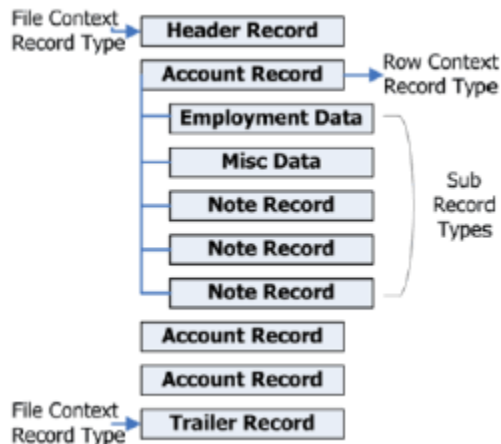 File Context
Record Type
Header Record
Account Record
Row Context
Record Type
Employment Data
Misc Data
Note Record
Note Record
Note Record
Sub
Record
Types
Account Record
Account Record
File Context
Record Type
Trailer Record